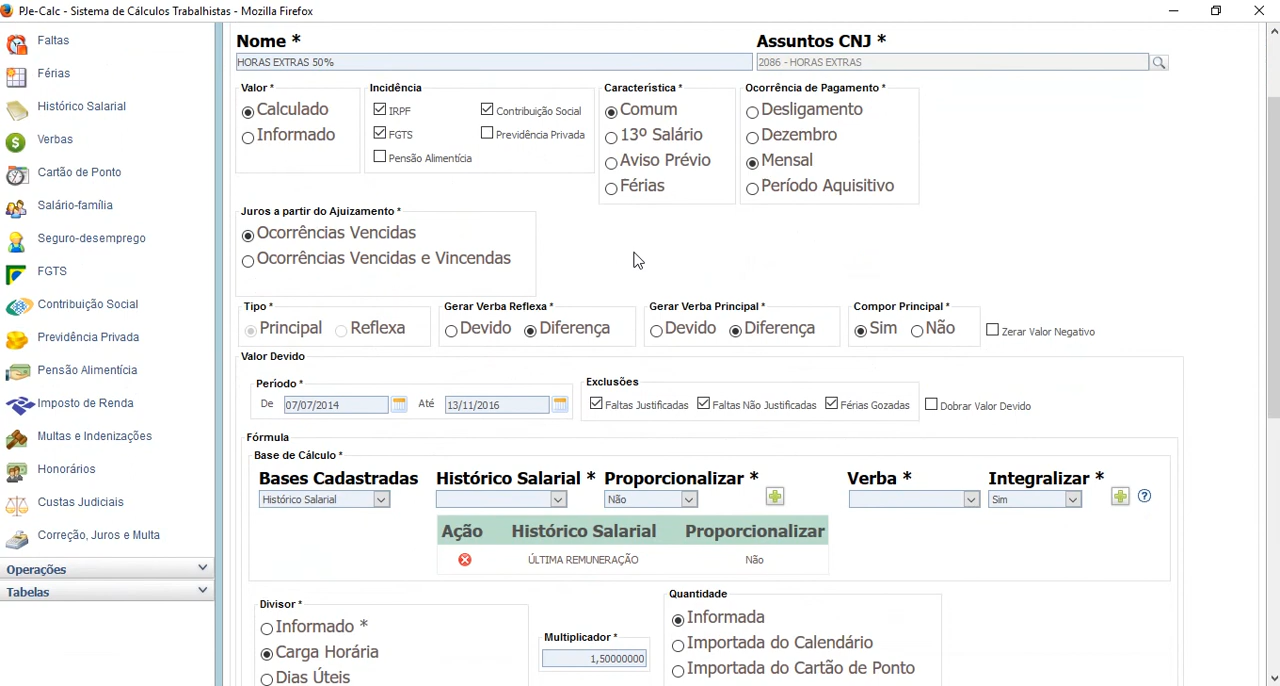 PJe-Calc - Sistema de Cálculos Trabalhistas - Mozilla Firefox
Faltas
Férias
Histórico Salarial
Verbas
Cartão de Ponto
Salário-família
Seguro-desemprego
FGTS
Contribuição Social
Previdência Privada
Pensão Alimentícia
Imposto de Renda
Multas e Indenizações
Honorários
Custas Judiciais
Correção, Juros e Multa
Operações
Tabelas
Nome * Assuntos CNJ *
HORAS EXTRAS 50% 2086 - HORAS EXTRAS
Valor * Incidência Característica * Ocorrência de Pagamento *
Calculado IRPF Contribuição Social Comum Desligamento
Informado FGTS Previdência Privada 13º Salário Dezembro
Pensão Alimentícia Aviso Prévio Mensal
Férias Período Aquisitivo
Juros a partir do Ajuizamento *
Ocorrências Vencidas
Ocorrências Vencidas e Vincendas
Tipo * Gerar Verba Reflexa * Gerar Verba Principal * Compor Principal *
Principal Reflexa Devido Diferença Devido Diferença Sim Não Zerar Valor Negativo
Valor Devido
Período * Exclusões
De 07/07/2014 Até 13/11/2016 Faltas Justificadas Faltas Não Justificadas Férias Gozadas Dobrar Valor Devido
Fórmula
Base de Cálculo *
Bases Cadastradas Histórico Salarial * Proporcionalizar * Verba * Integralizar *
Histórico Salarial Não Sim
Ação Histórico Salarial Proporcionalizar
ÚLTIMA REMUNERAÇÃO Não
Divisor * Quantidade
Informado * Informada
Carga Horária Multiplicador * Importada do Calendário
Dias Úteis 1,50000000 Importada do Cartão de Ponto